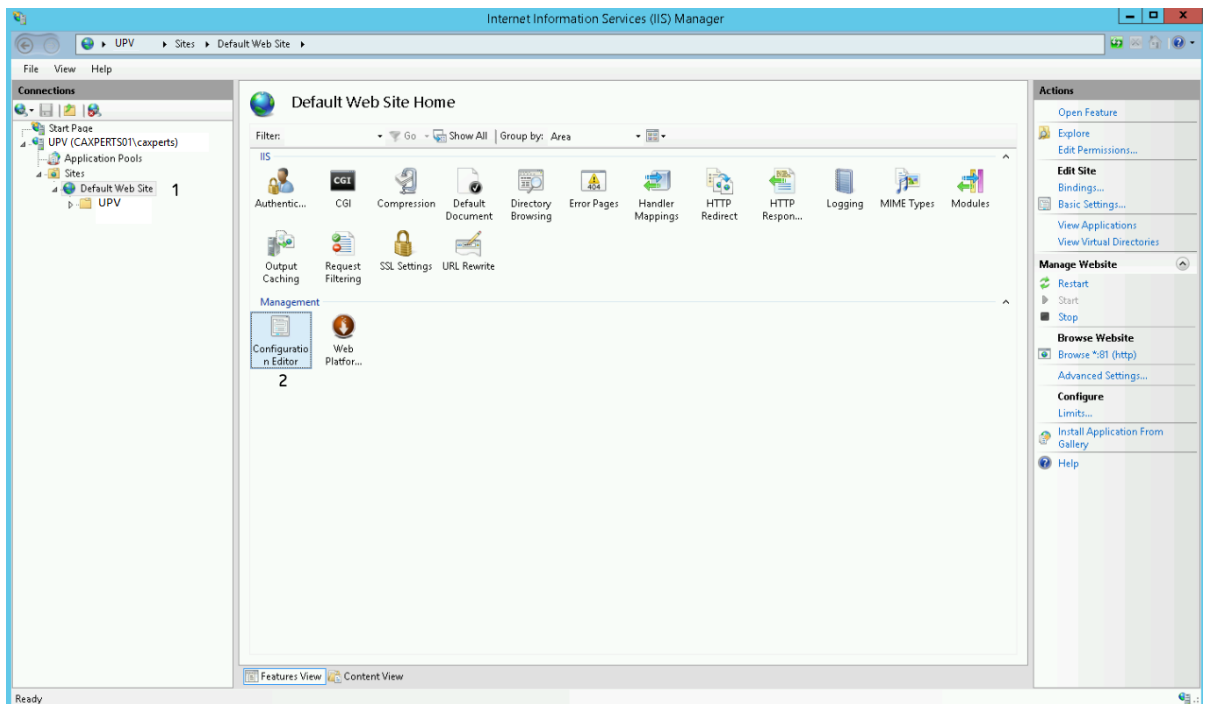 Internet Information Services (IIS) Manager
UPV Sites Default Web Site
File View Help
Connections
Start Page
UPV (CAXPERTS01\caxperts)
Application Pools
Sites
Default Web Site 1
UPV
Default Web Site Home
Filter: Go Show All Group by: Area
IIS
Authentic... CGI Compression Default Directory Error Pages Handler HTTP HTTP Logging MIME Types Modules
Document Browsing Mappings Redirect Respon...
Output Request SSL Settings URL Rewrite
Caching Filtering
Management
Configuratio Web
n Editor Platfor...
2
Features View Content View
Actions
Open Feature
Explore
Edit Permissions...
Edit Site
Bindings...
Basic Settings...
View Applications
View Virtual Directories
Manage Website
Restart
Start
Stop
Browse Website
Browse *:81 (http)
Advanced Settings...
Configure
Limits...
Install Application From
Gallery
Help
Ready